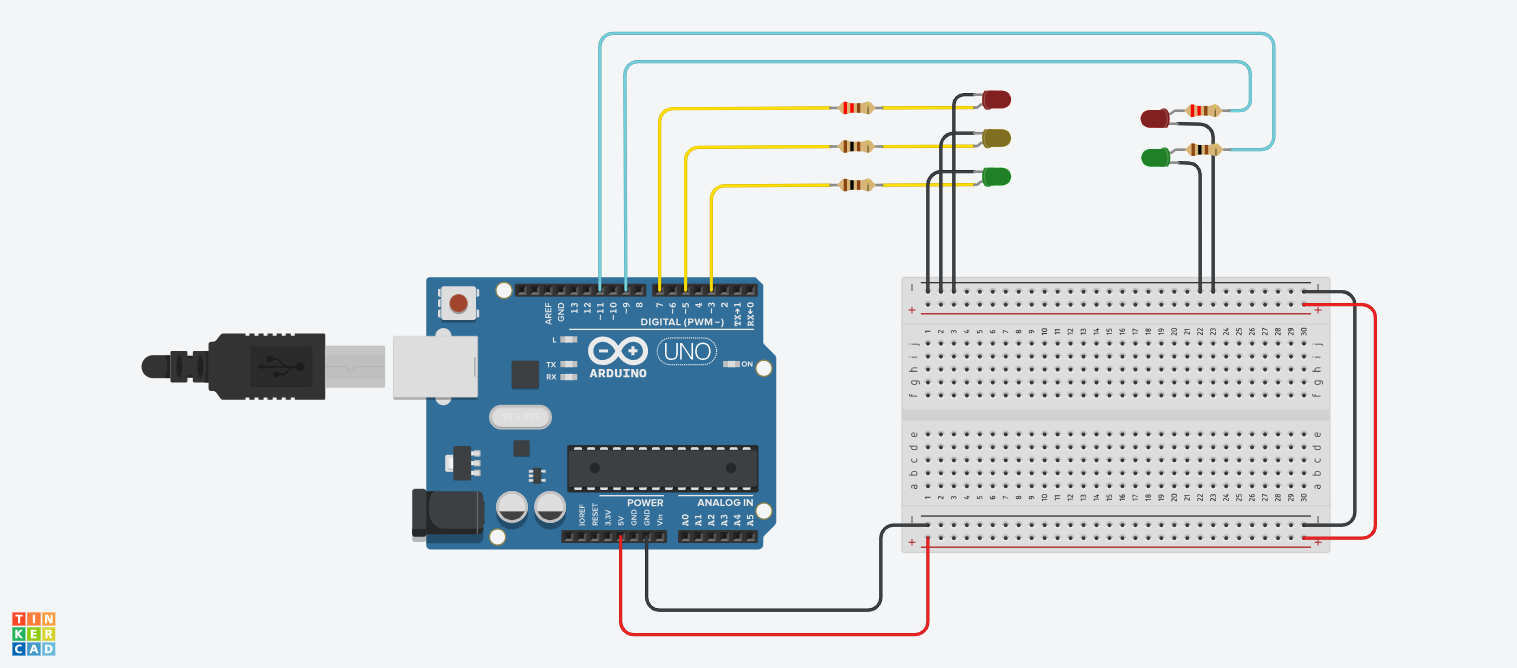 AREF
GND
13
12
~11
~10
~9
8
7
~6
~5
4
~3
2
TX→1
RX←0
DIGITAL (PWM ~)
L
TX
RX
ARDUINO
UNO
ON
POWER
ANALOG IN
IOREF
RESET
3.3V
5V
GND
GND
Vin
A0
A1
A2
A3
A4
A5
1 2 3 4 5 6 7 8 9 10 11 12 13 14 15 16 17 18 19 20 21 22 23 24 25 26 27 28 29 30
j j
i i
h h
g g
f f
e e
d d
c c
b b
a a
1 2 3 4 5 6 7 8 9 10 11 12 13 14 15 16 17 18 19 20 21 22 23 24 25 26 27 28 29 30
TIN
KER
CAD